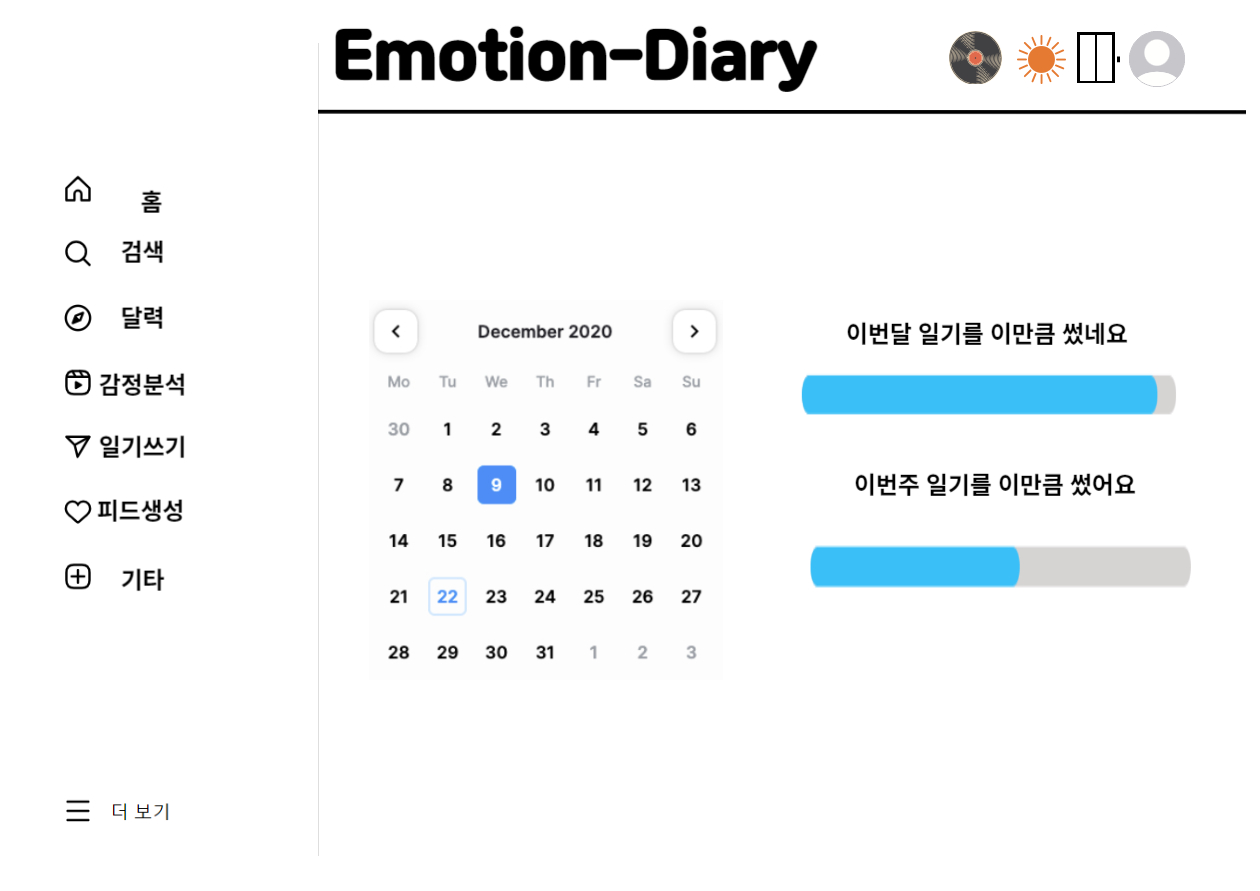 Emotion-Diary
홈
검색
달력
감정분석
일기쓰기
피드생성
기타
더 보기
December 2020
Mo Tu We Th Fr Sa Su
30 1 2 3 4 5 6
7 8 9 10 11 12 13
14 15 16 17 18 19 20
21 22 23 24 25 26 27
28 29 30 31 1 2 3
이번달 일기를 이만큼 썼네요
이번주 일기를 이만큼 썼어요